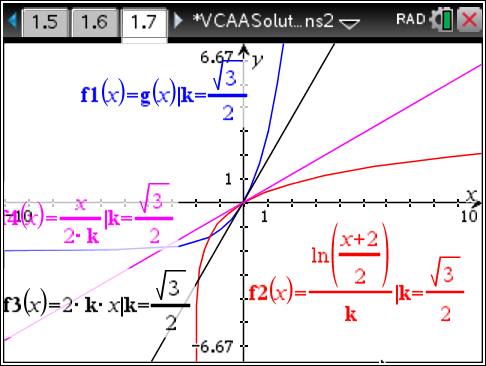 1.5 1.6 1.7 *VCAASolut…ns2 RAD
6.67 y
f1(x)=g(x)|k=√3/2
1
x
-10 1 10
f4(x)=x/(2·k)|k=√3/2
f2(x)=ln((x+2)/2)/k|k=√3/2
f3(x)=2·k·x|k=√3/2
-6.67